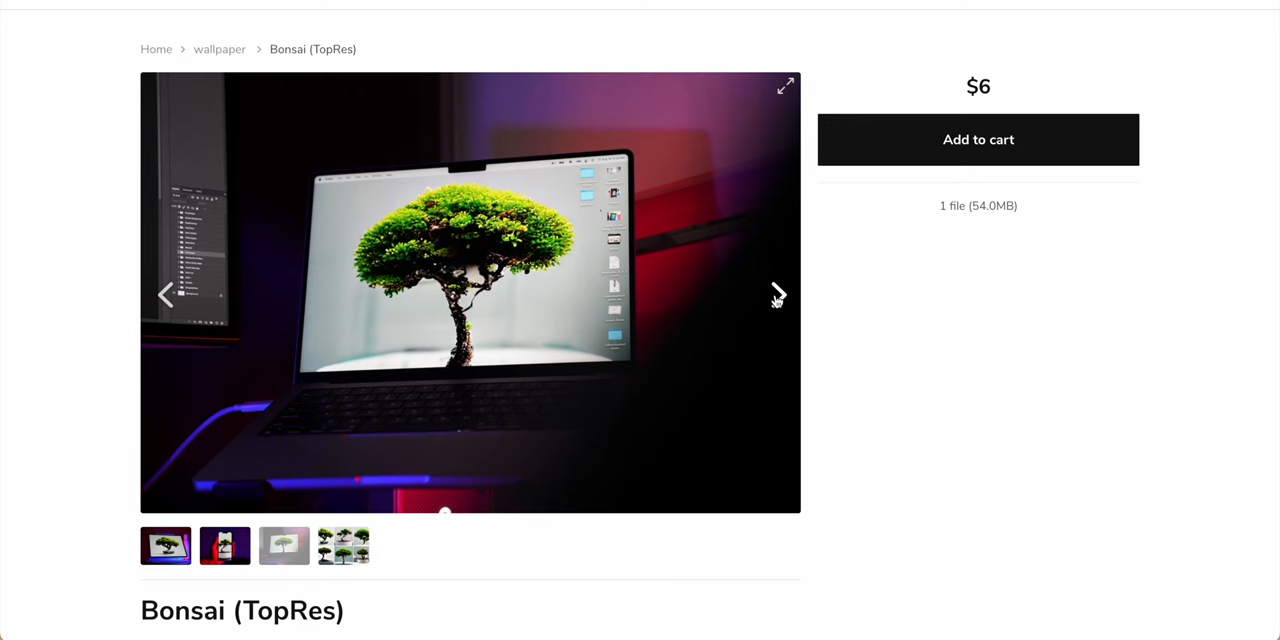 Home > wallpaper > Bonsai (TopRes)
$6
Add to cart
1 file (54.0MB)
Bonsai (TopRes)